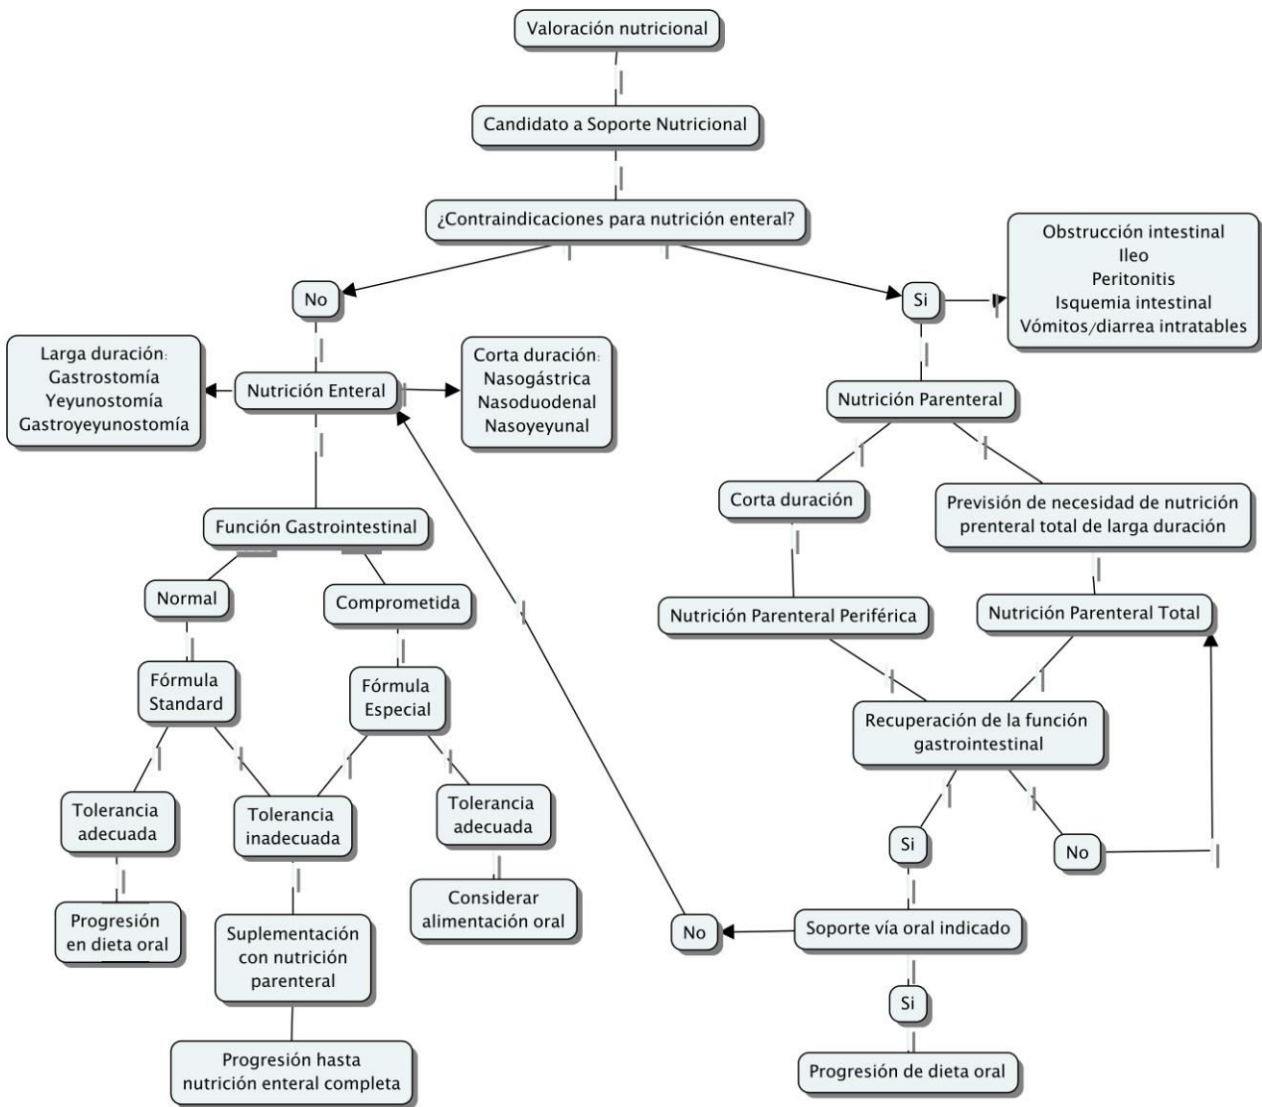 Valoración nutricional
Candidato a Soporte Nutricional
¿Contraindicaciones para nutrición enteral?
Obstrucción intestinal
Ileo
Peritonitis
Isquemia intestinal
Vómitos/diarrea intratables
No
Si
Larga duración:
Gastrostomía
Yeyunostomía
Gastroyeyunostomía
Nutrición Enteral
Corta duración:
Nasogástrica
Nasoduodenal
Nasoyeyunal
Nutrición Parenteral
Corta duración
Previsión de necesidad de nutrición
prenteral total de larga duración
Función Gastrointestinal
Normal
Comprometida
Nutrición Parenteral Periférica
Nutrición Parenteral Total
Fórmula
Standard
Fórmula
Especial
Recuperación de la función
gastrointestinal
Tolerancia
adecuada
Tolerancia
inadecuada
Tolerancia
adecuada
Si
No
Progresión
en dieta oral
Suplementación
con nutrición
parenteral
Considerar
alimentación oral
No
Soporte vía oral indicado
Si
Progresión hasta
nutrición enteral completa
Progresión de dieta oral